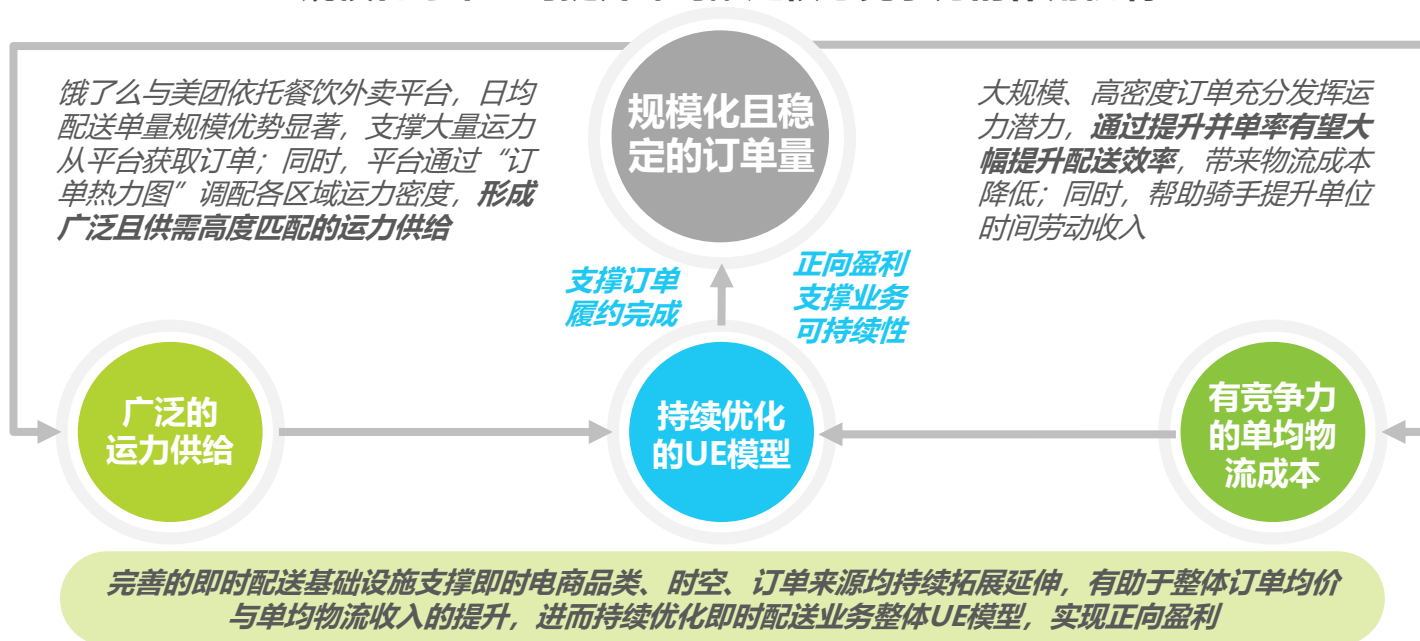 饿了么与美团依托餐饮外卖平台，日均
配送单量规模优势显著，支撑大量运力
从平台获取订单；同时，平台通过“订
单热力图”调配各区域运力密度，形成
广泛且供需高度匹配的运力供给
规模化且稳
定的订单量
大规模、高密度订单充分发挥运
力潜力，通过提升并单率有望大
幅提升配送效率，带来物流成本
降低；同时，帮助骑手提升单位
时间劳动收入
支撑订单
履约完成
正向盈利
支撑业务
可持续性
广泛的
运力供给
持续优化
的UE模型
有竞争力
的单均物
流成本
完善的即时配送基础设施支撑即时电商品类、时空、订单来源均持续拓展延伸，有助于整体订单均价
与单均物流收入的提升，进而持续优化即时配送业务整体UE模型，实现正向盈利